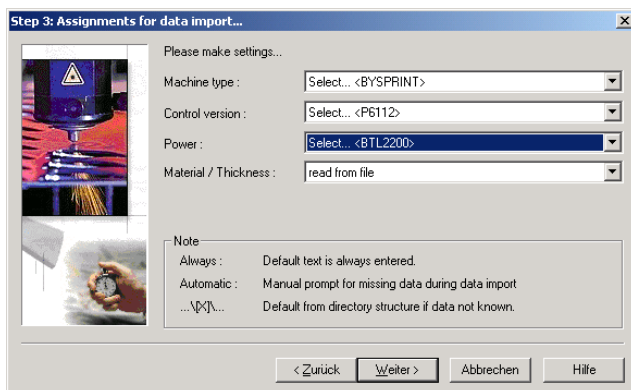 Step 3: Assignments for data import...
Please make settings...
Machine type : Select... <BYSPRINT>
Control version : Select... <P6112>
Power : Select... <BTL2200>
Material / Thickness : read from file
Note
Always : Default text is always entered.
Automatic : Manual prompt for missing data during data import
...\[X]\... Default from directory structure if data not known.
< Zurück Weiter > Abbrechen Hilfe